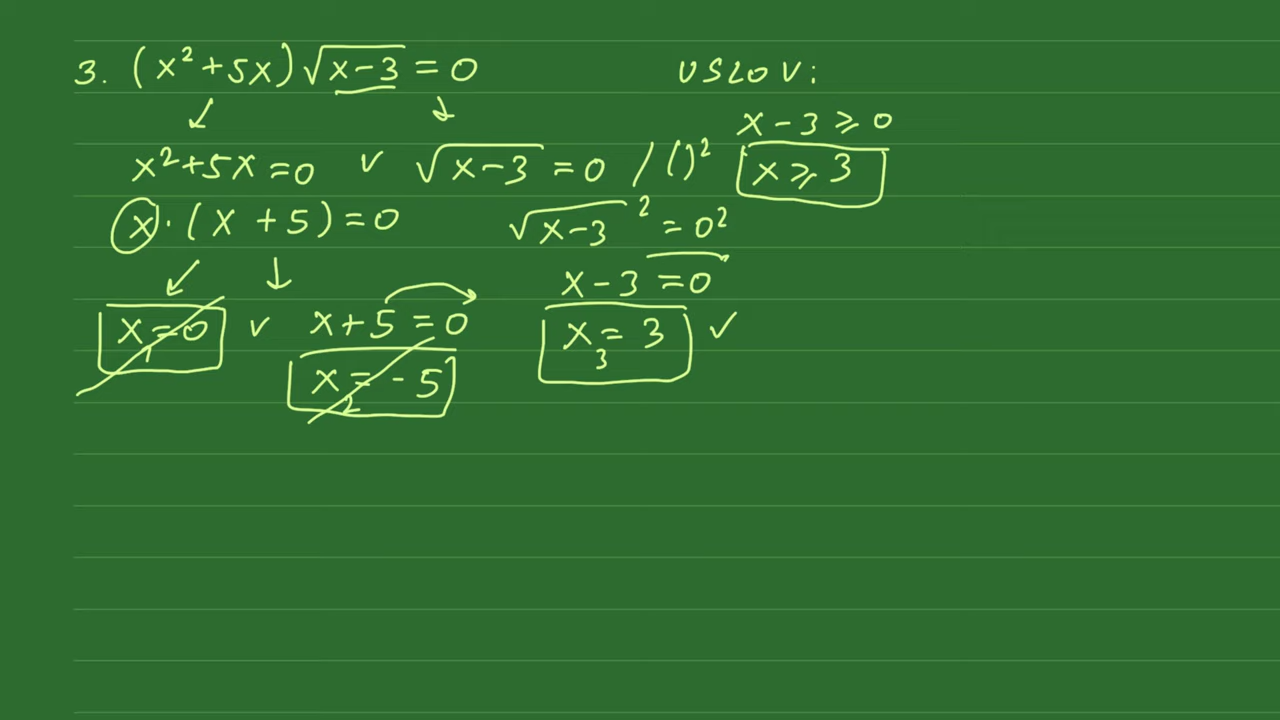 3. (x² + 5x) √(x − 3) = 0
USLOV:
x − 3 ⩾ 0
x ⩾ 3
x² + 5x = 0 ∨ √(x − 3) = 0 / ()²
x · (x + 5) = 0
√(x − 3)² = 0²
x − 3 = 0
x₁ = 0 ∨ x + 5 = 0
x₃ = 3 ✓
x₂ = − 5